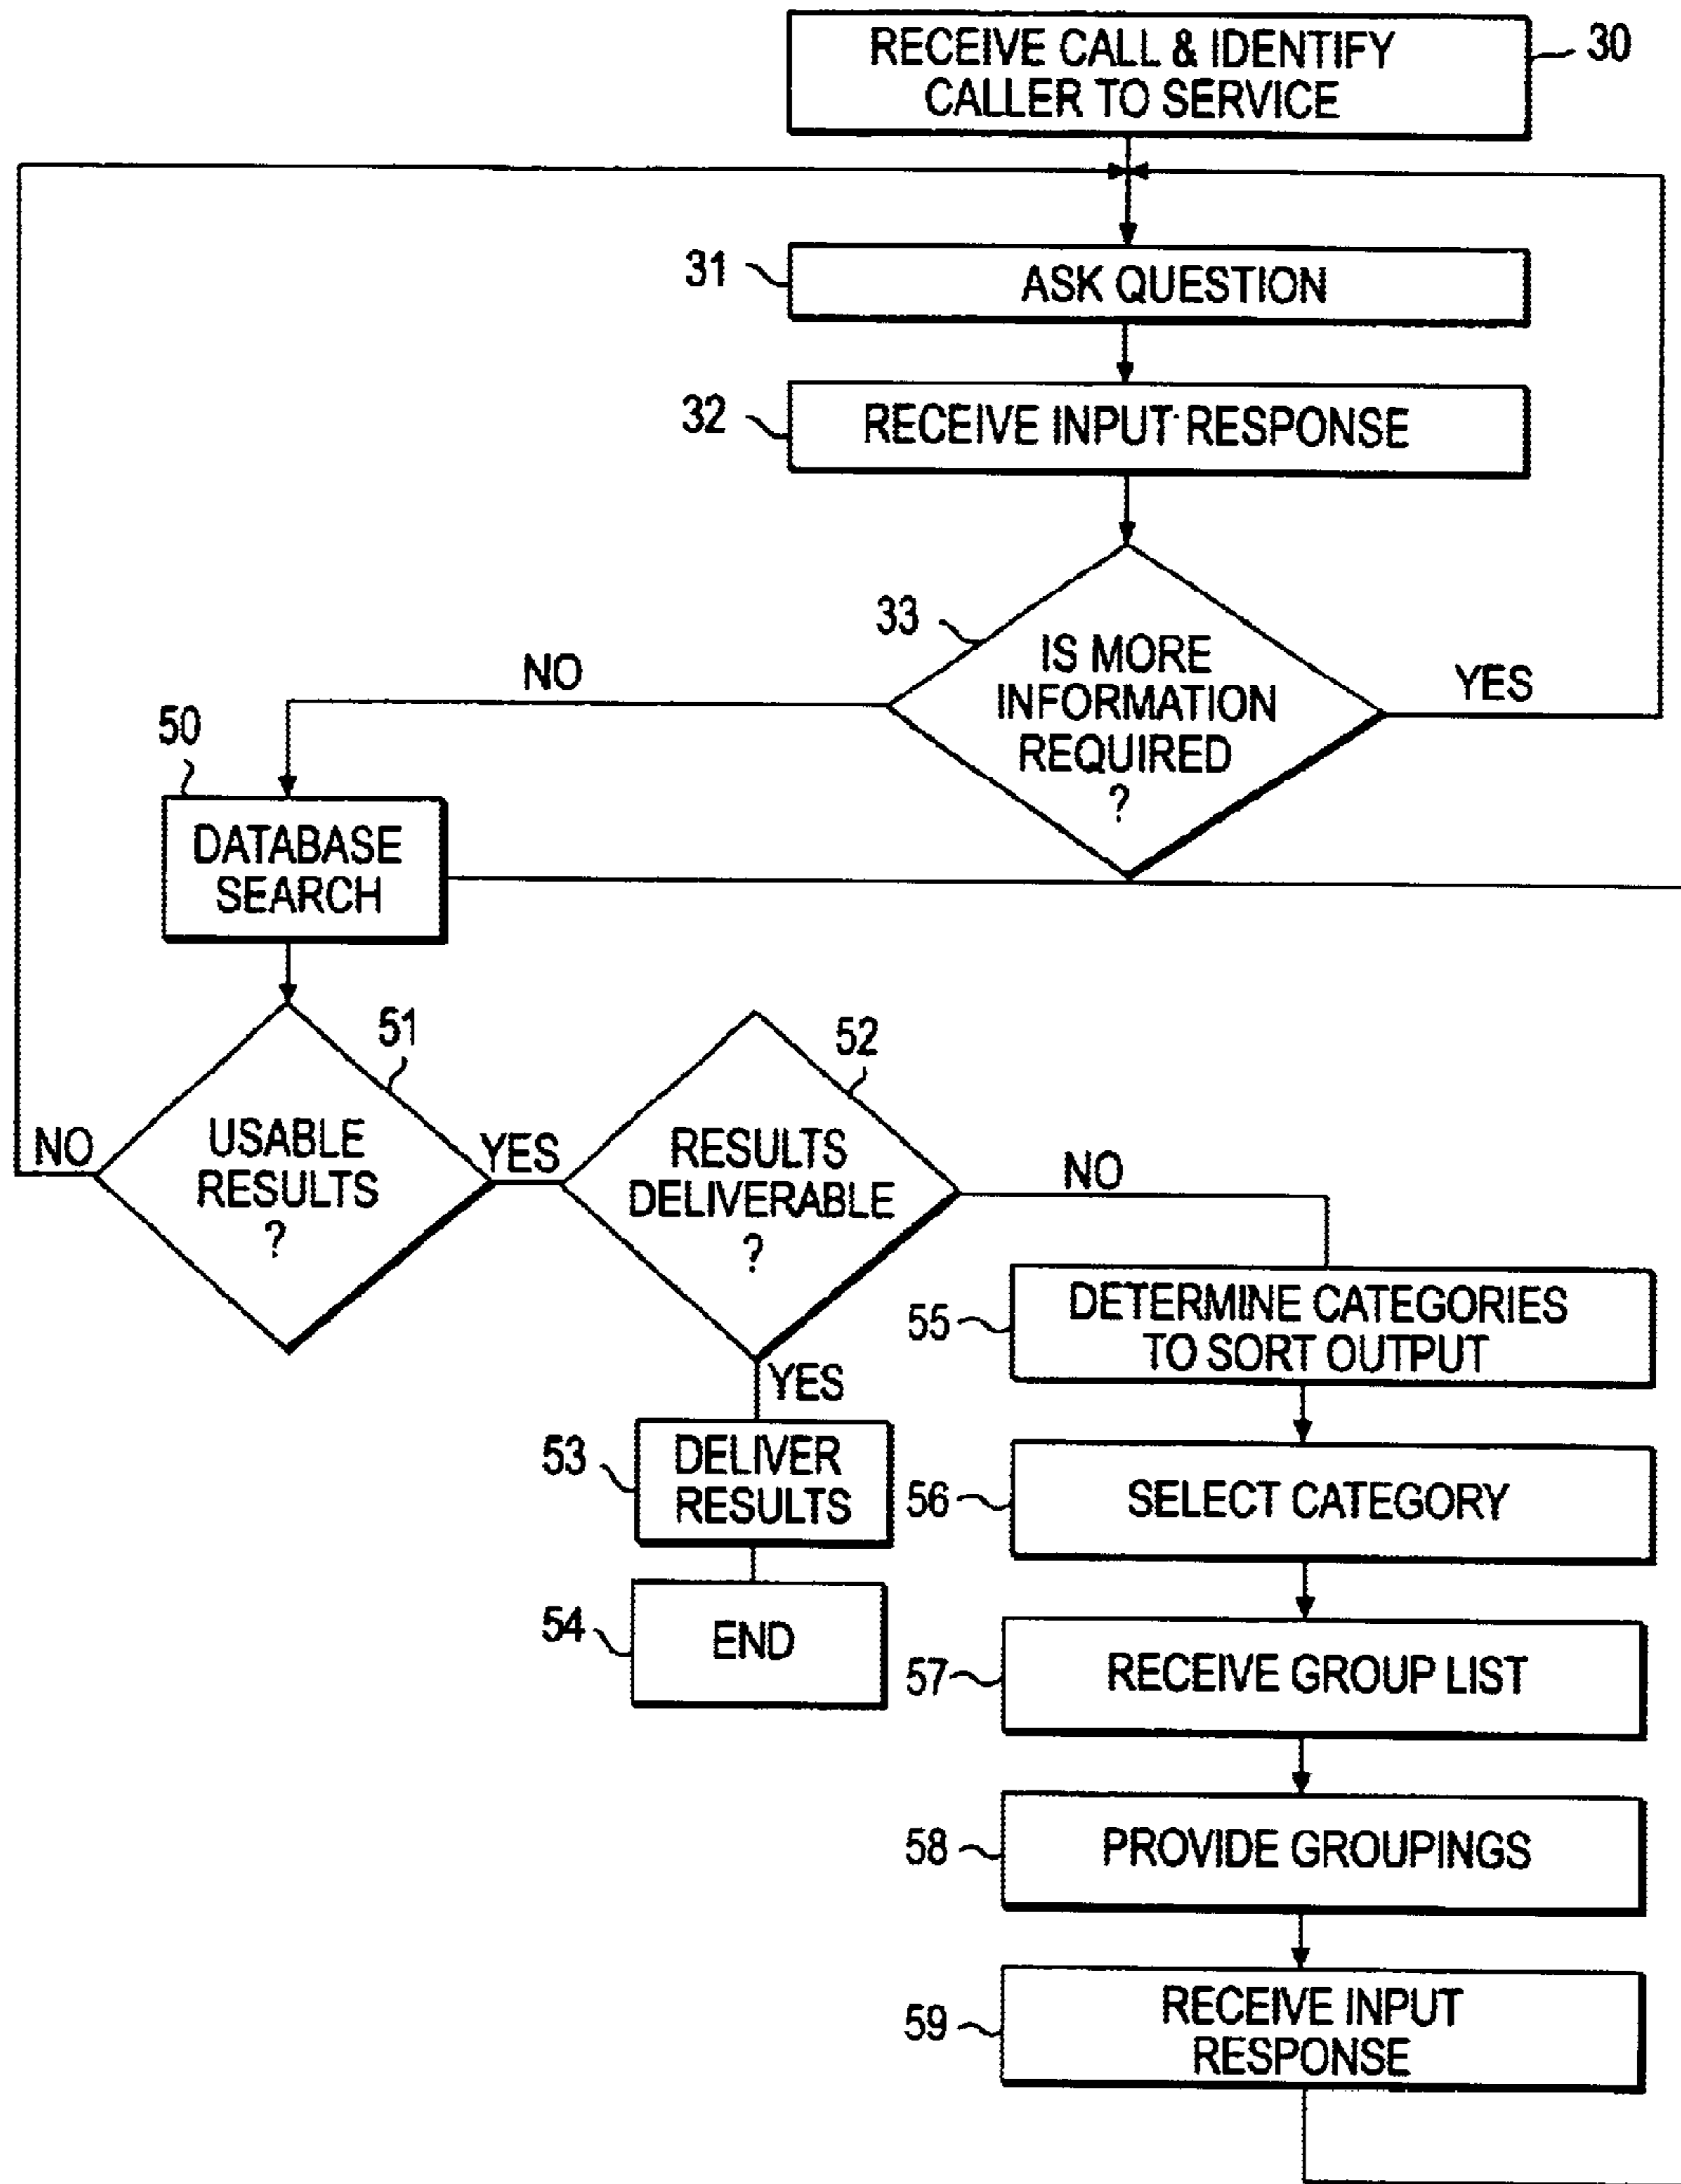 RECEIVE CALL & IDENTIFY
CALLER TO SERVICE
30
31
ASK QUESTION
32
RECEIVE INPUT RESPONSE
33
IS MORE
INFORMATION
REQUIRED
?
NO
YES
50
DATABASE
SEARCH
51
USABLE
RESULTS
?
NO
YES
52
RESULTS
DELIVERABLE
?
NO
YES
53
DELIVER
RESULTS
54
END
55
DETERMINE CATEGORIES
TO SORT OUTPUT
56
SELECT CATEGORY
57
RECEIVE GROUP LIST
58
PROVIDE GROUPINGS
59
RECEIVE INPUT
RESPONSE